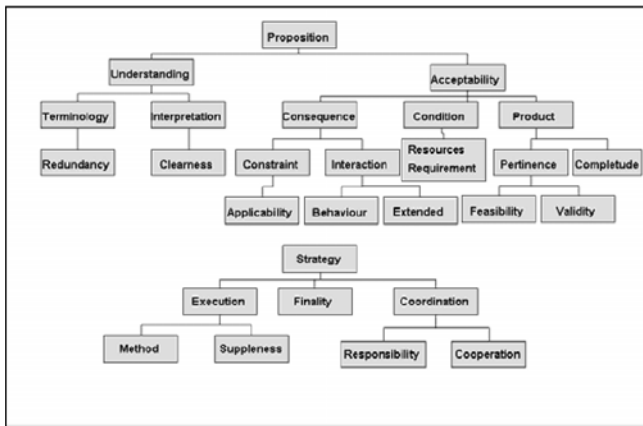 Proposition
Understanding
Acceptability
Terminology
Interpretation
Consequence
Condition
Product
Redundancy
Clearness
Constraint
Interaction
Resources
Requirement
Pertinence
Completude
Applicability
Behaviour
Extended
Feasibility
Validity
Strategy
Execution
Finality
Coordination
Method
Suppleness
Responsibility
Cooperation